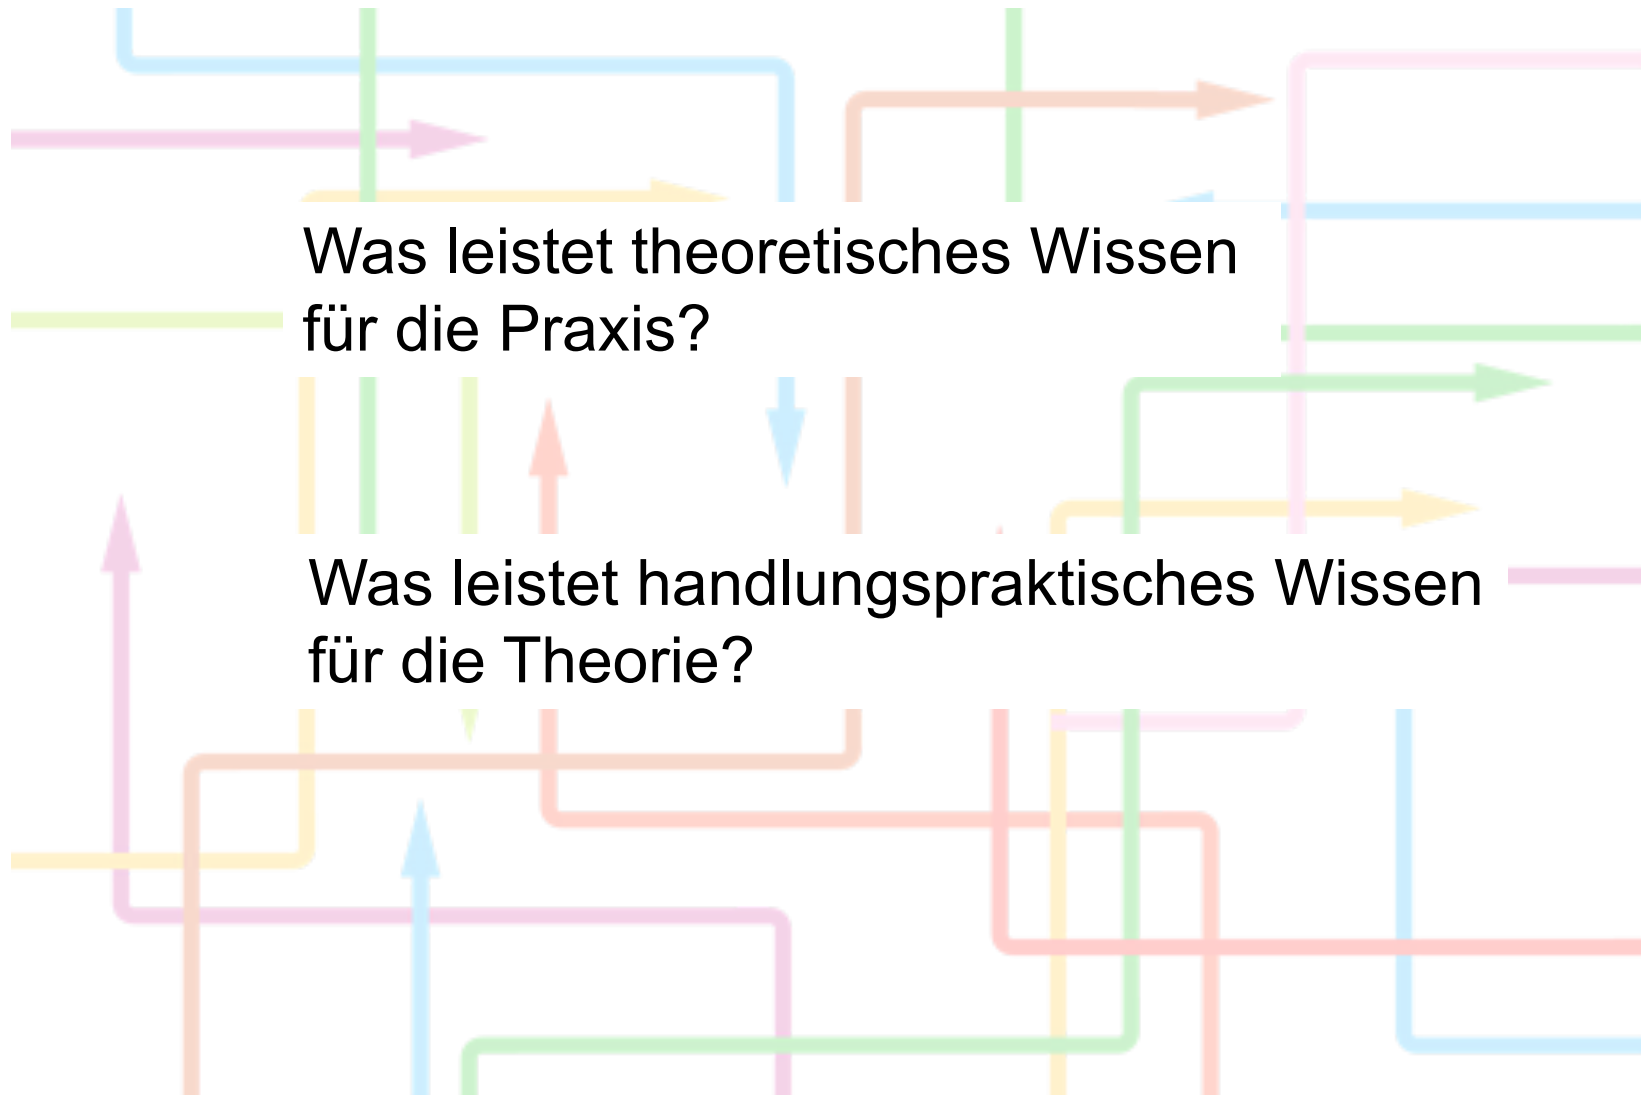 Was leistet theoretisches Wissen
für die Praxis?
Was leistet handlungspraktisches Wissen
für die Theorie?